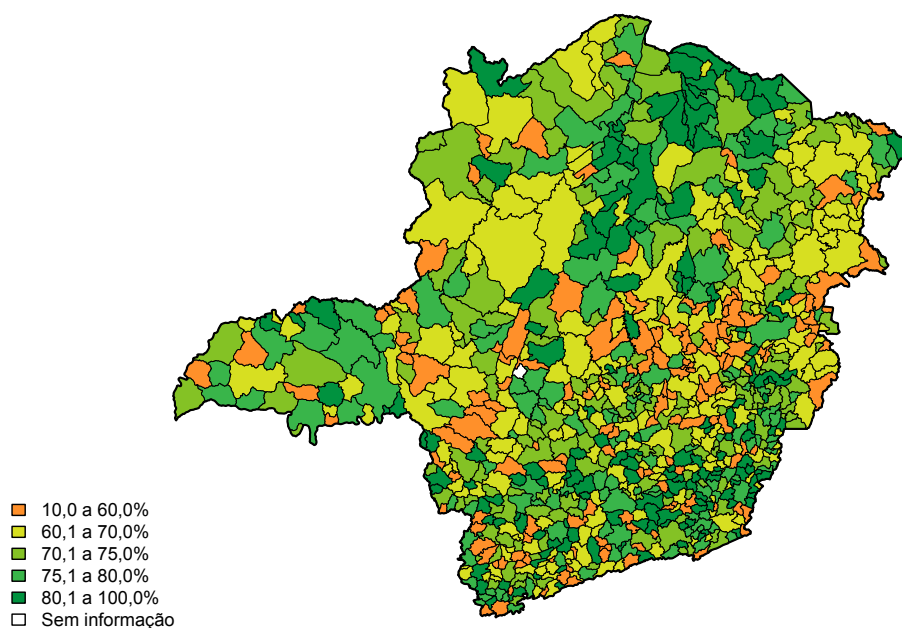 10,0 a 60,0%
60,1 a 70,0%
70,1 a 75,0%
75,1 a 80,0%
80,1 a 100,0%
Sem informação